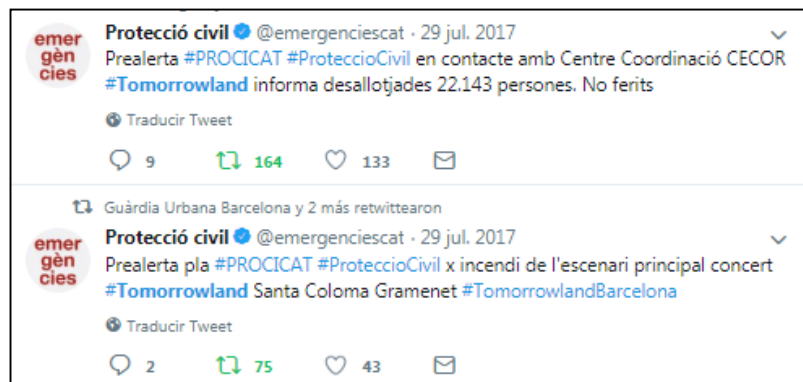 emer
gèn
cies
Protecció civil @emergenciescat · 29 jul. 2017
Prealerta #PROCICAT #ProteccioCivil en contacte amb Centre Coordinació CECOR
#Tomorrowland informa desallotjades 22.143 persones. No ferits
Traducir Tweet
9 164 133
Guàrdia Urbana Barcelona y 2 más retwittearon
emer
gèn
cies
Protecció civil @emergenciescat · 29 jul. 2017
Prealerta pla #PROCICAT #ProteccioCivil x incendi de l'escenari principal concert
#Tomorrowland Santa Coloma Gramenet #TomorrowlandBarcelona
Traducir Tweet
2 75 43